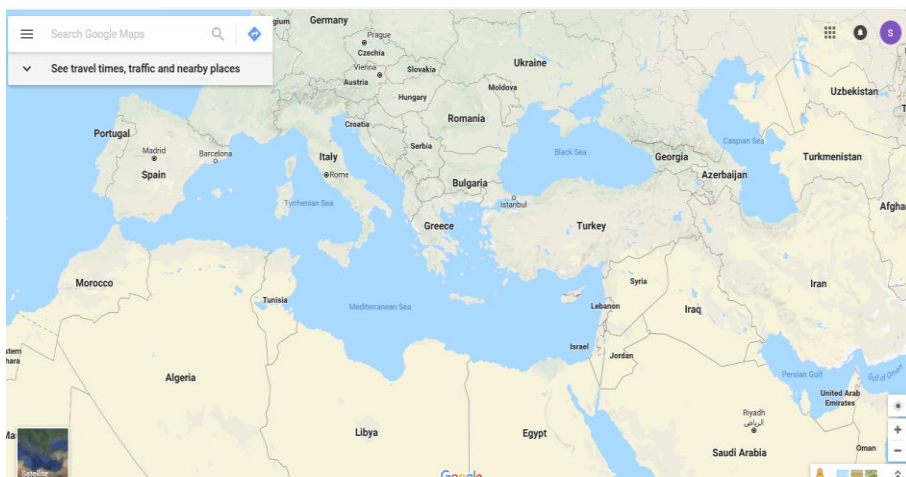 Search Google Maps
See travel times, traffic and nearby places
S
Germany
Prague
Czechia
Vienna
Slovakia
Austria
Ukraine
Moldova
Hungary
Romania
Croatia
Serbia
Uzbekistan
Portugal
Madrid
Spain
Barcelona
Italy
Rome
Tyrrhenian Sea
Black Sea
Caspian Sea
Georgia
Azerbaijan
Turkmenistan
Bulgaria
Istanbul
Greece
Turkey
Morocco
Tunisia
Mediterranean Sea
Syria
Lebanon
Iraq
Iran
Israel
Jordan
Algeria
Libya
Egypt
Persian Gulf
Gulf of Oman
United Arab
Emirates
Riyadh
الرياض
Saudi Arabia
Oman
Satellite
Google